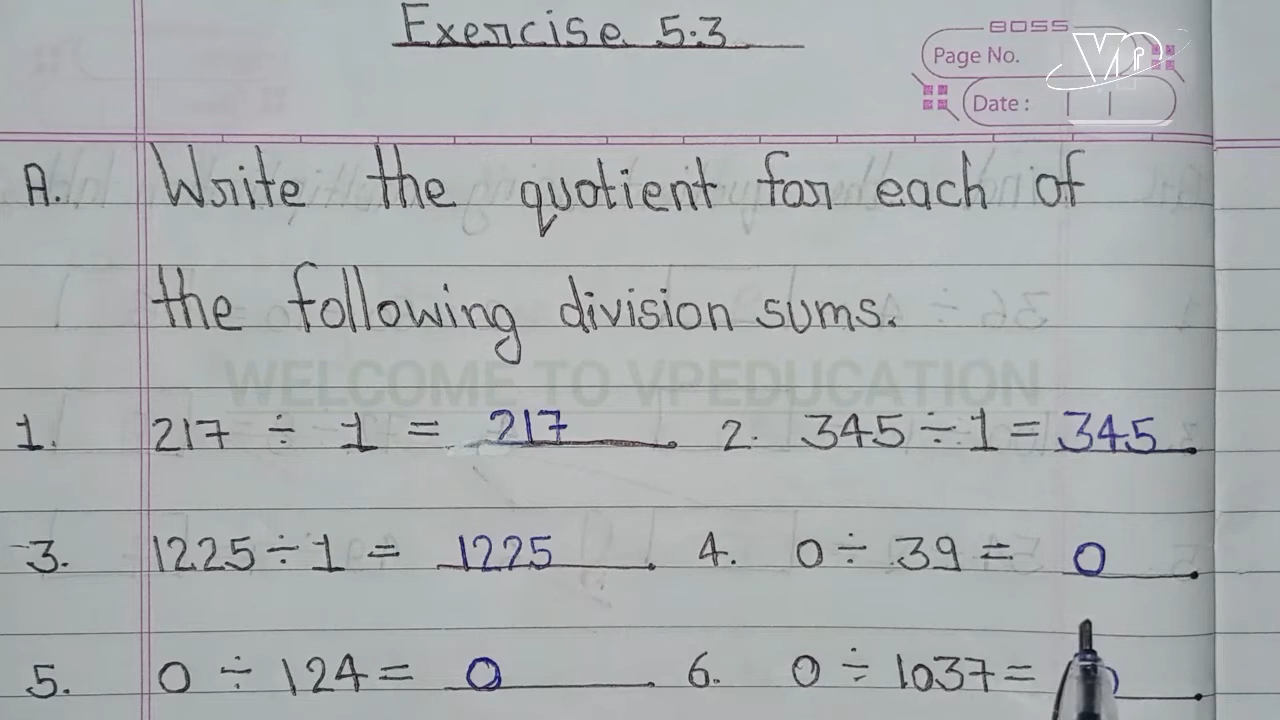 Exercise 5.3
BOSS
Page No.
VP
Date :
A. Write the quotient for each of
the following division sums.
WELCOME TO VPEDUCATION
1. 217 ÷ 1 = 217. 2. 345 ÷ 1 = 345.
3. 1225 ÷ 1 = 1225. 4. 0 ÷ 39 = 0.
5. 0 ÷ 124 = 0. 6. 0 ÷ 1037 =